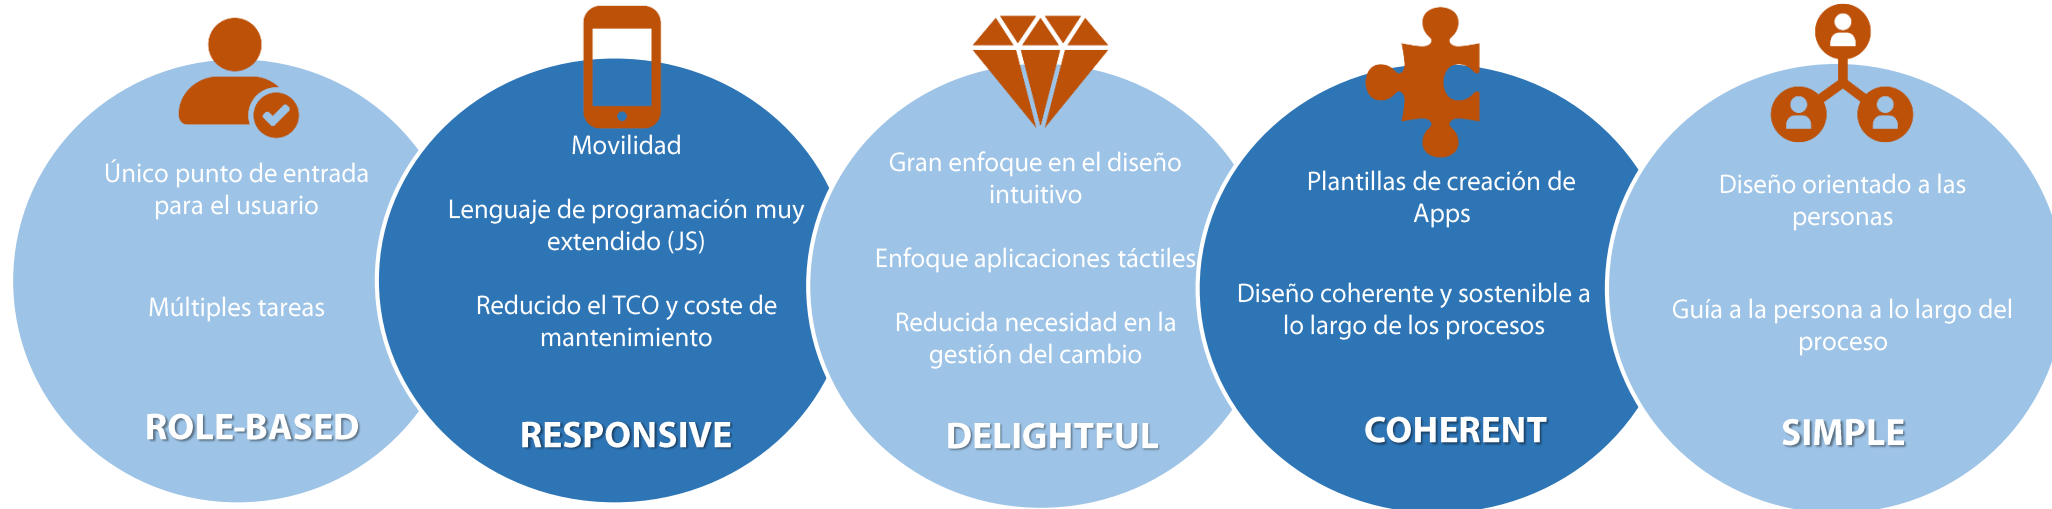 Único punto de entrada
para el usuario
Múltiples tareas
ROLE-BASED
Movilidad
Lenguaje de programación muy
extendido (JS)
Reducido el TCO y coste de
mantenimiento
RESPONSIVE
Gran enfoque en el diseño
intuitivo
Enfoque aplicaciones táctiles
Reducida necesidad en la
gestión del cambio
DELIGHTFUL
Plantillas de creación de
Apps
Diseño coherente y sostenible a
lo largo de los procesos
COHERENT
Diseño orientado a las
personas
Guía a la persona a lo largo del
proceso
SIMPLE